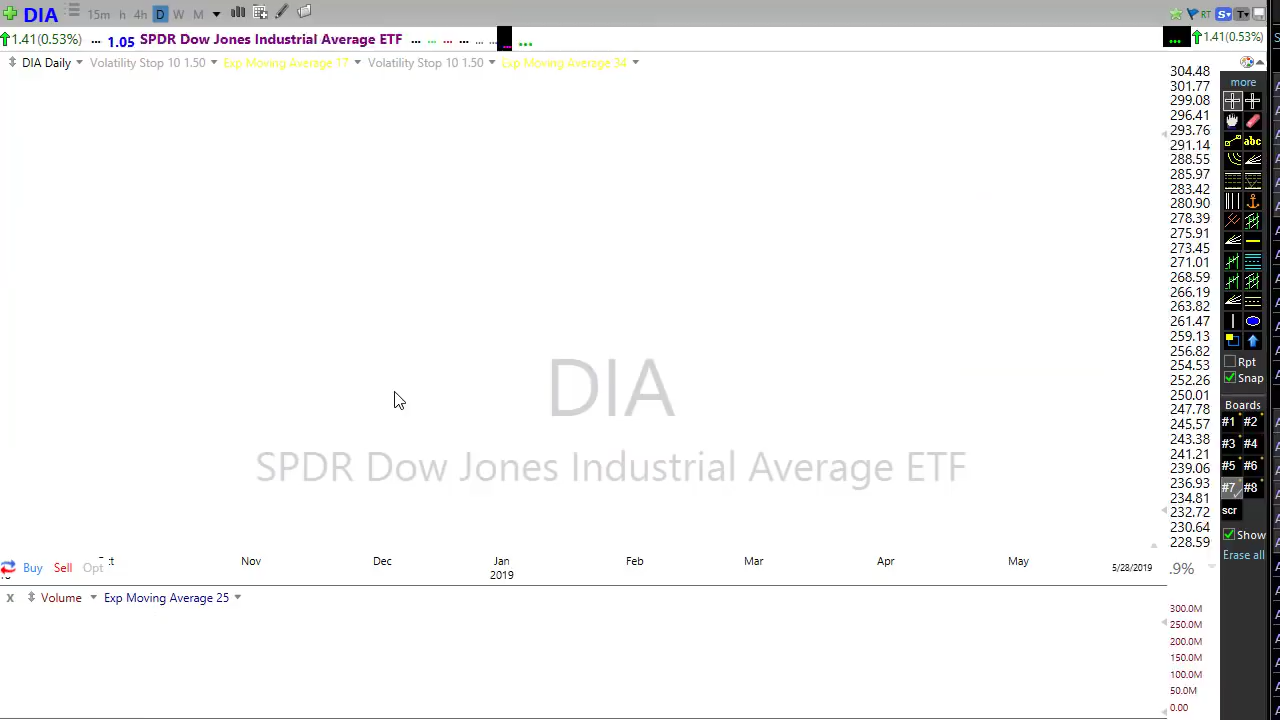 DIA 15m h 4h D W M RT S T
1.41(0.53%) ... 1.05 SPDR Dow Jones Industrial Average ETF ... ... ... ... ... ... ... ... 1.41(0.53%)
DIA Daily Volatility Stop 10 1.50 Exp Moving Average 17 Volatility Stop 10 1.50 Exp Moving Average 34
304.48
301.77
299.08
296.41
293.76
291.14
288.55
285.97
283.42
280.90
278.39
275.91
273.45
271.01
268.59
266.19
263.82
261.47
259.13
256.82
254.53
252.26
250.01
247.78
245.57
243.38
241.21
239.06
236.93
234.81
232.72
230.64
228.59
DIA
SPDR Dow Jones Industrial Average ETF
Nov Dec Jan Feb Mar Apr May
2019 5/28/2019 .9%
Buy Sell Opt
x Volume Exp Moving Average 25
300.0M
250.0M
200.0M
150.0M
100.0M
50.0M
0.00
more
abc
Rpt
Snap
Boards
#1 #2
#3 #4
#5 #6
#7 #8
scr
Show
Erase all